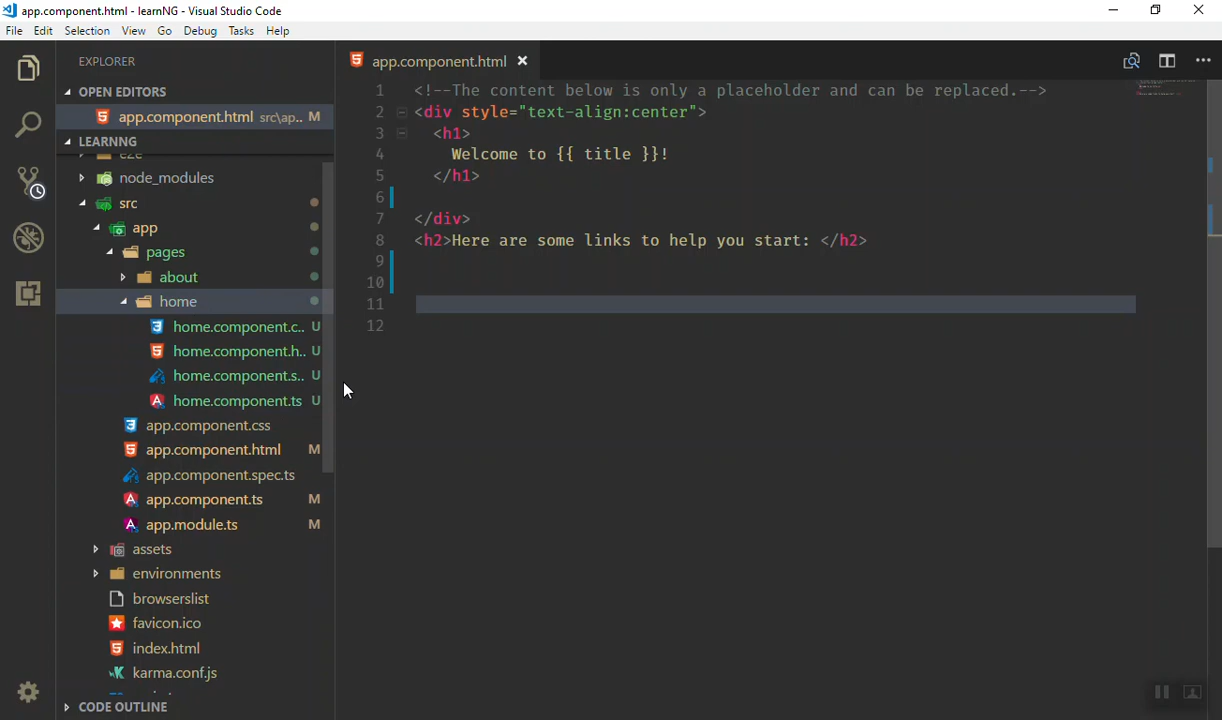 app.component.html - learnNG - Visual Studio Code
File Edit Selection View Go Debug Tasks Help
EXPLORER
OPEN EDITORS
app.component.html src\ap.. M
LEARNNG
e2e
node_modules
src
app
pages
about
home
home.component.c.. U
home.component.h.. U
home.component.s.. U
home.component.ts U
app.component.css
app.component.html M
app.component.spec.ts
app.component.ts M
app.module.ts M
assets
environments
browserslist
favicon.ico
index.html
karma.conf.js
CODE OUTLINE
app.component.html
1 <!--The content below is only a placeholder and can be replaced.-->
2 <div style="text-align:center">
3 <h1>
4 Welcome to {{ title }}!
5 </h1>
6
7 </div>
8 <h2>Here are some links to help you start: </h2>
9
10
11
12